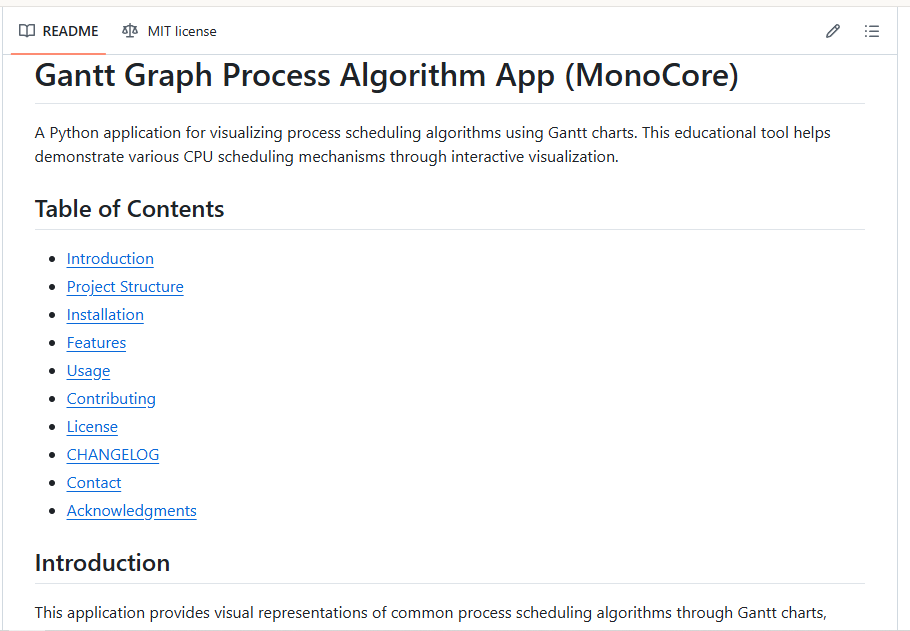 README
MIT license
Gantt Graph Process Algorithm App (MonoCore)
A Python application for visualizing process scheduling algorithms using Gantt charts. This educational tool helps
demonstrate various CPU scheduling mechanisms through interactive visualization.
Table of Contents
Introduction
Project Structure
Installation
Features
Usage
Contributing
License
CHANGELOG
Contact
Acknowledgments
Introduction
This application provides visual representations of common process scheduling algorithms through Gantt charts,